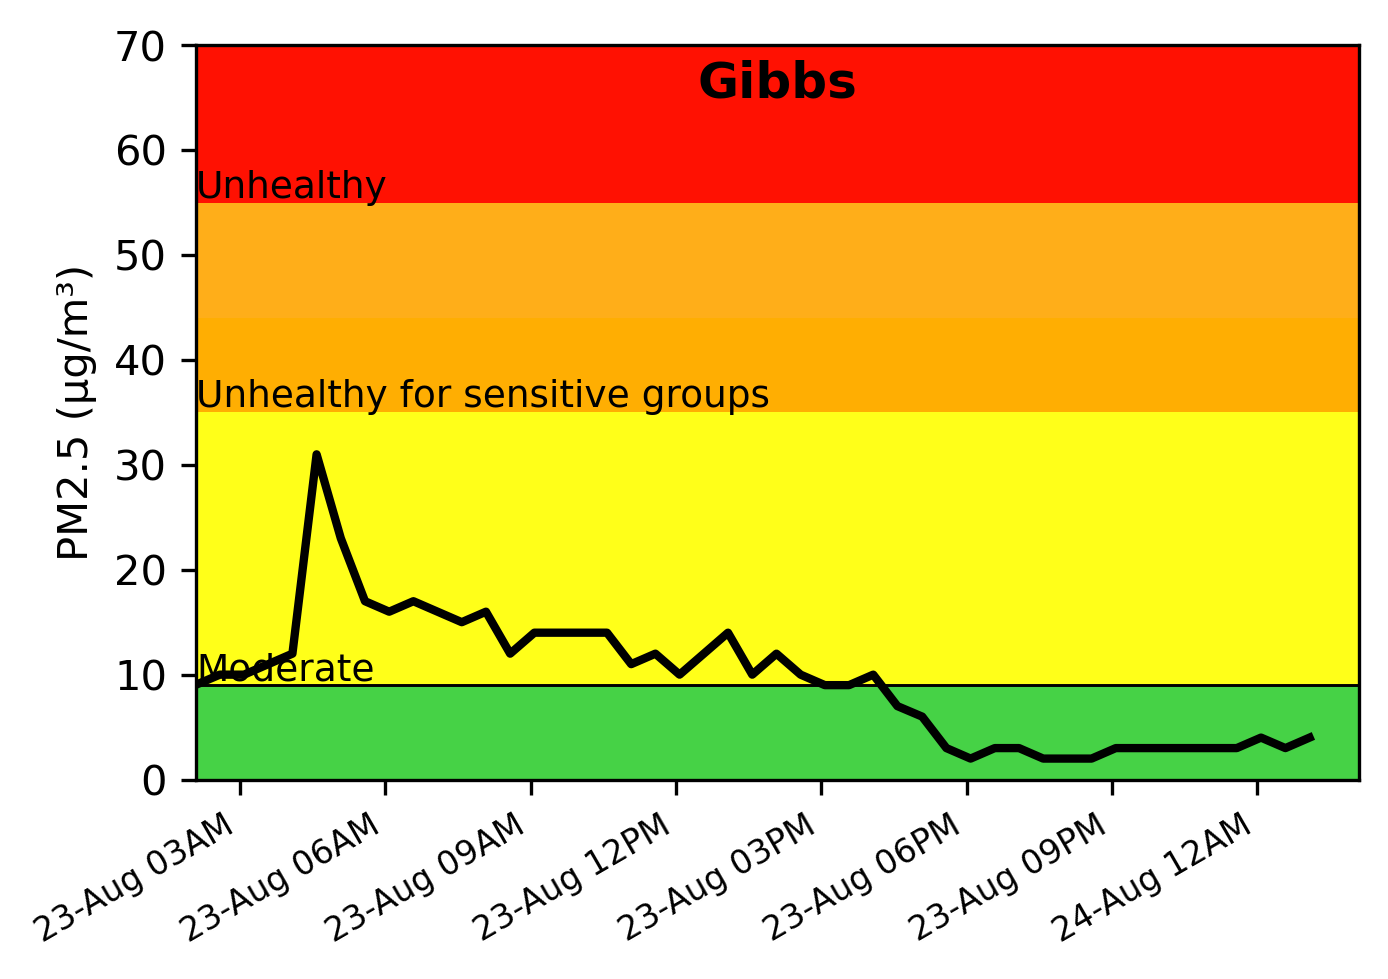 Gibbs
70
60
50
40
30
20
10
0
PM2.5 (µg/m³)
Unhealthy
Unhealthy for sensitive groups
Moderate
23-Aug 03AM
23-Aug 06AM
23-Aug 09AM
23-Aug 12PM
23-Aug 03PM
23-Aug 06PM
23-Aug 09PM
24-Aug 12AM